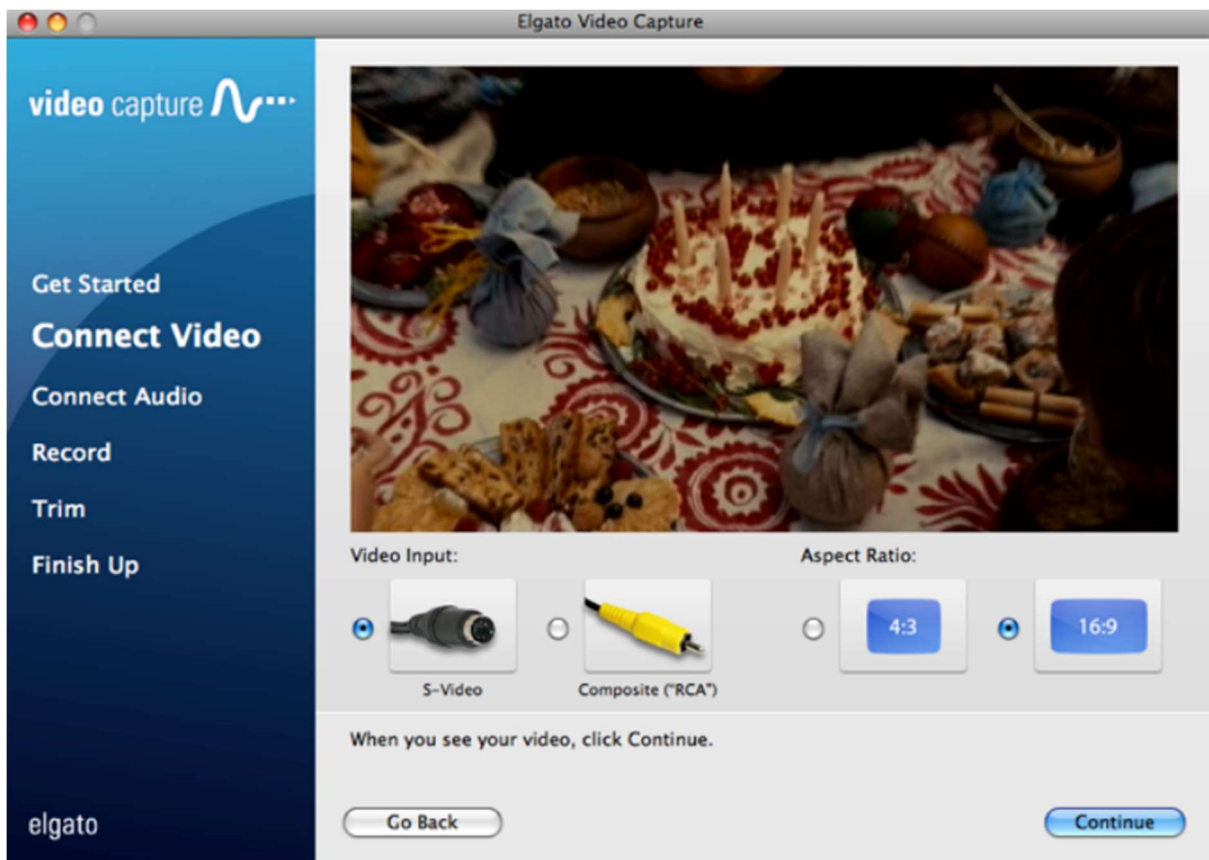 Elgato Video Capture
video capture
Get Started
Connect Video
Connect Audio
Record
Trim
Finish Up
elgato
Video Input:
S-Video
Composite ("RCA")
Aspect Ratio:
4:3
16:9
When you see your video, click Continue.
Go Back
Continue